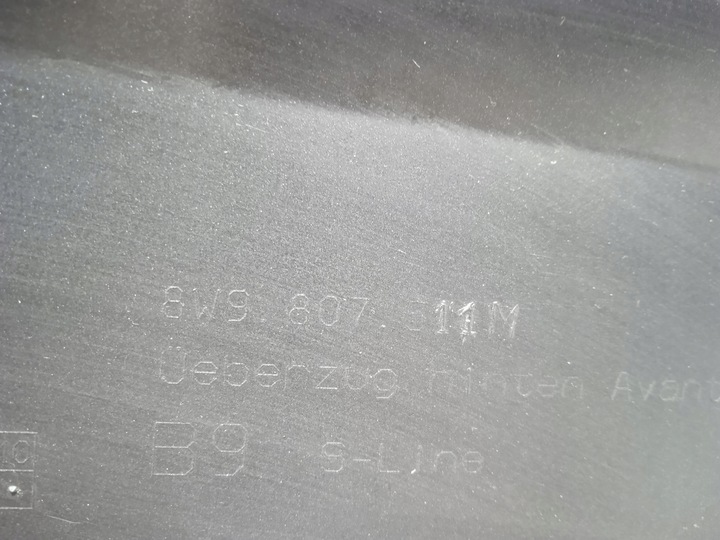 8W9.807.511M
Ueberzug hinten Avant
B9 S-Line